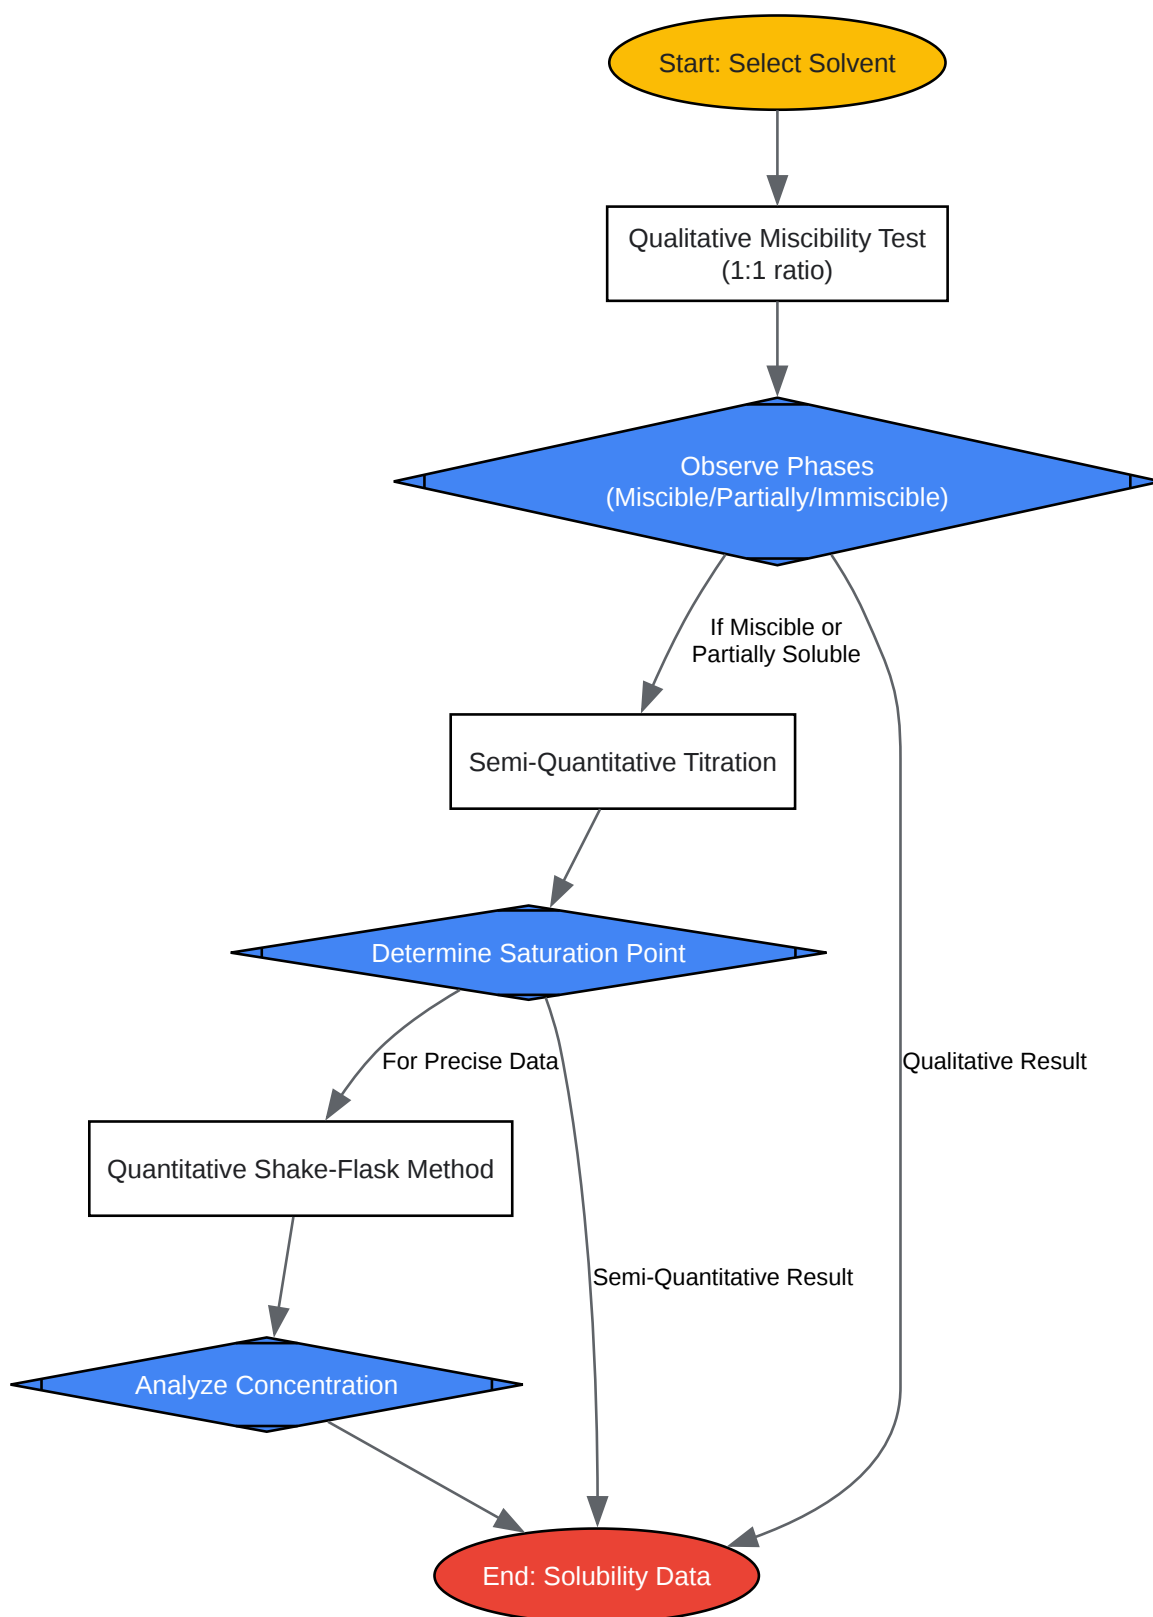 Start: Select Solvent
Qualitative Miscibility Test
(1:1 ratio)
Observe Phases
(Miscible/Partially/Immiscible)
If Miscible or
Partially Soluble
Semi-Quantitative Titration
Determine Saturation Point
For Precise Data
Qualitative Result
Quantitative Shake-Flask Method
Semi-Quantitative Result
Analyze Concentration
End: Solubility Data